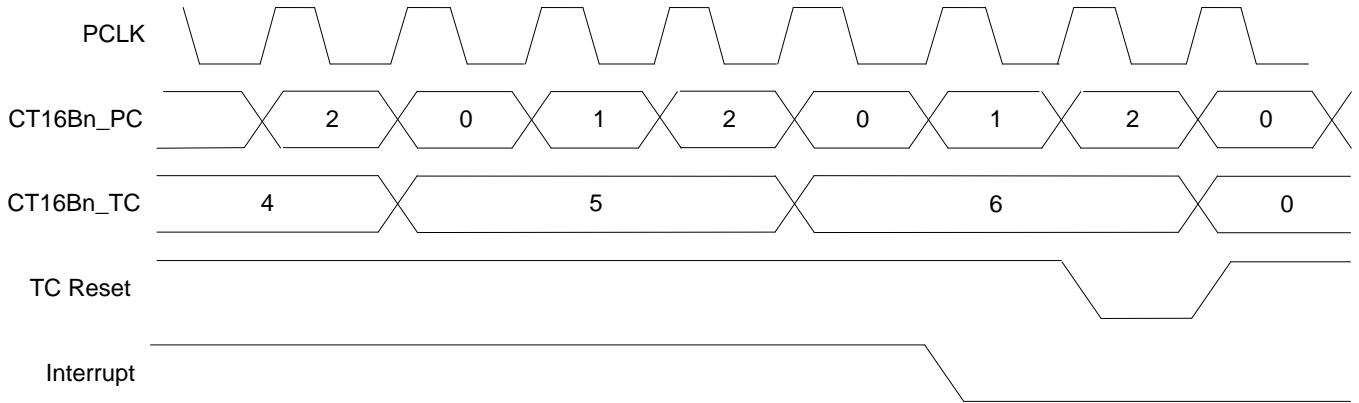 PCLK
CT16Bn_PC 2 0 1 2 0 1 2 0
CT16Bn_TC 4 5 6 0
TC Reset
Interrupt